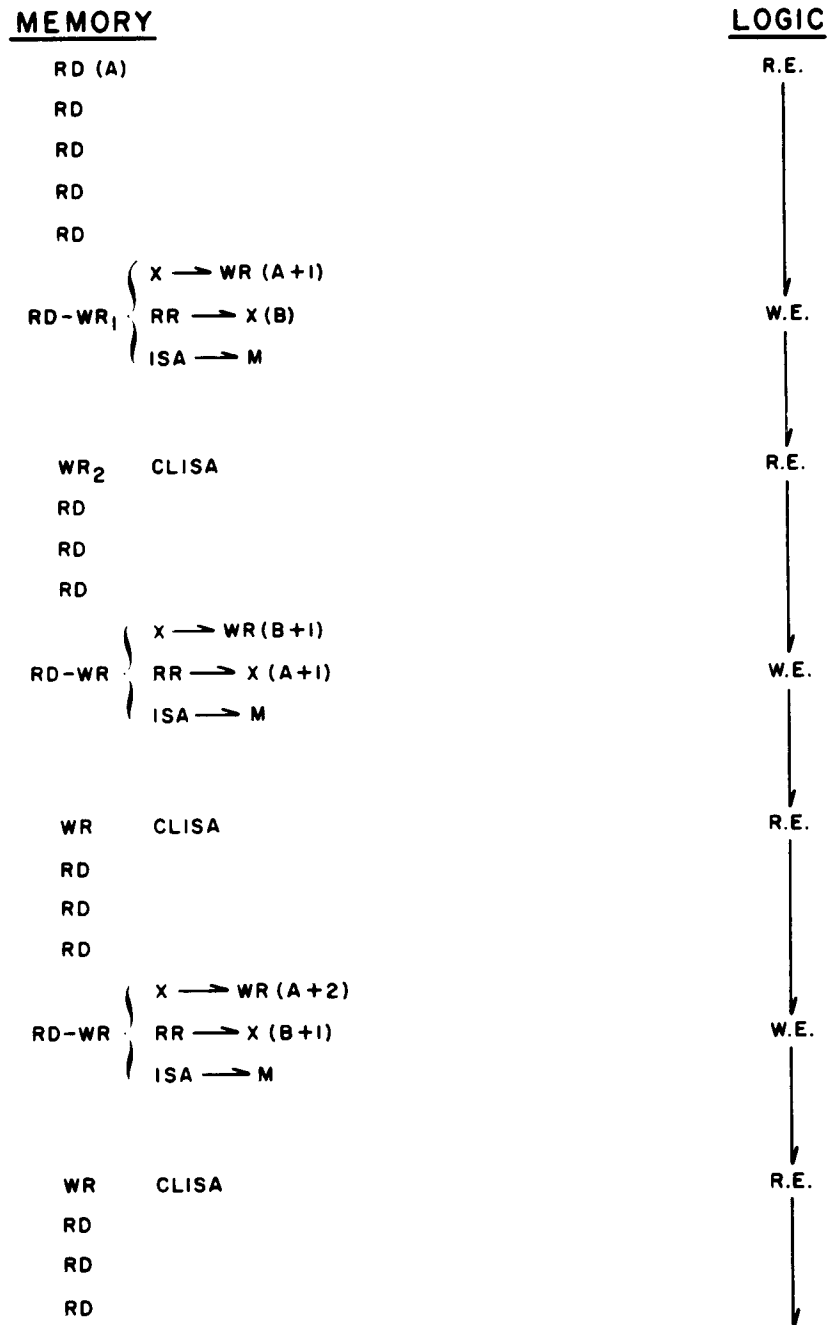 MEMORY LOGIC
RD (A) R.E.
RD
RD
RD
RD
X → WR (A+1)
RD-WR₁ RR → X (B) W.E.
ISA → M
WR₂ CLISA R.E.
RD
RD
RD
X → WR (B+1)
RD-WR RR → X (A+1) W.E.
ISA → M
WR CLISA R.E.
RD
RD
RD
X → WR (A+2)
RD-WR RR → X (B+1) W.E.
ISA → M
WR CLISA R.E.
RD
RD
RD